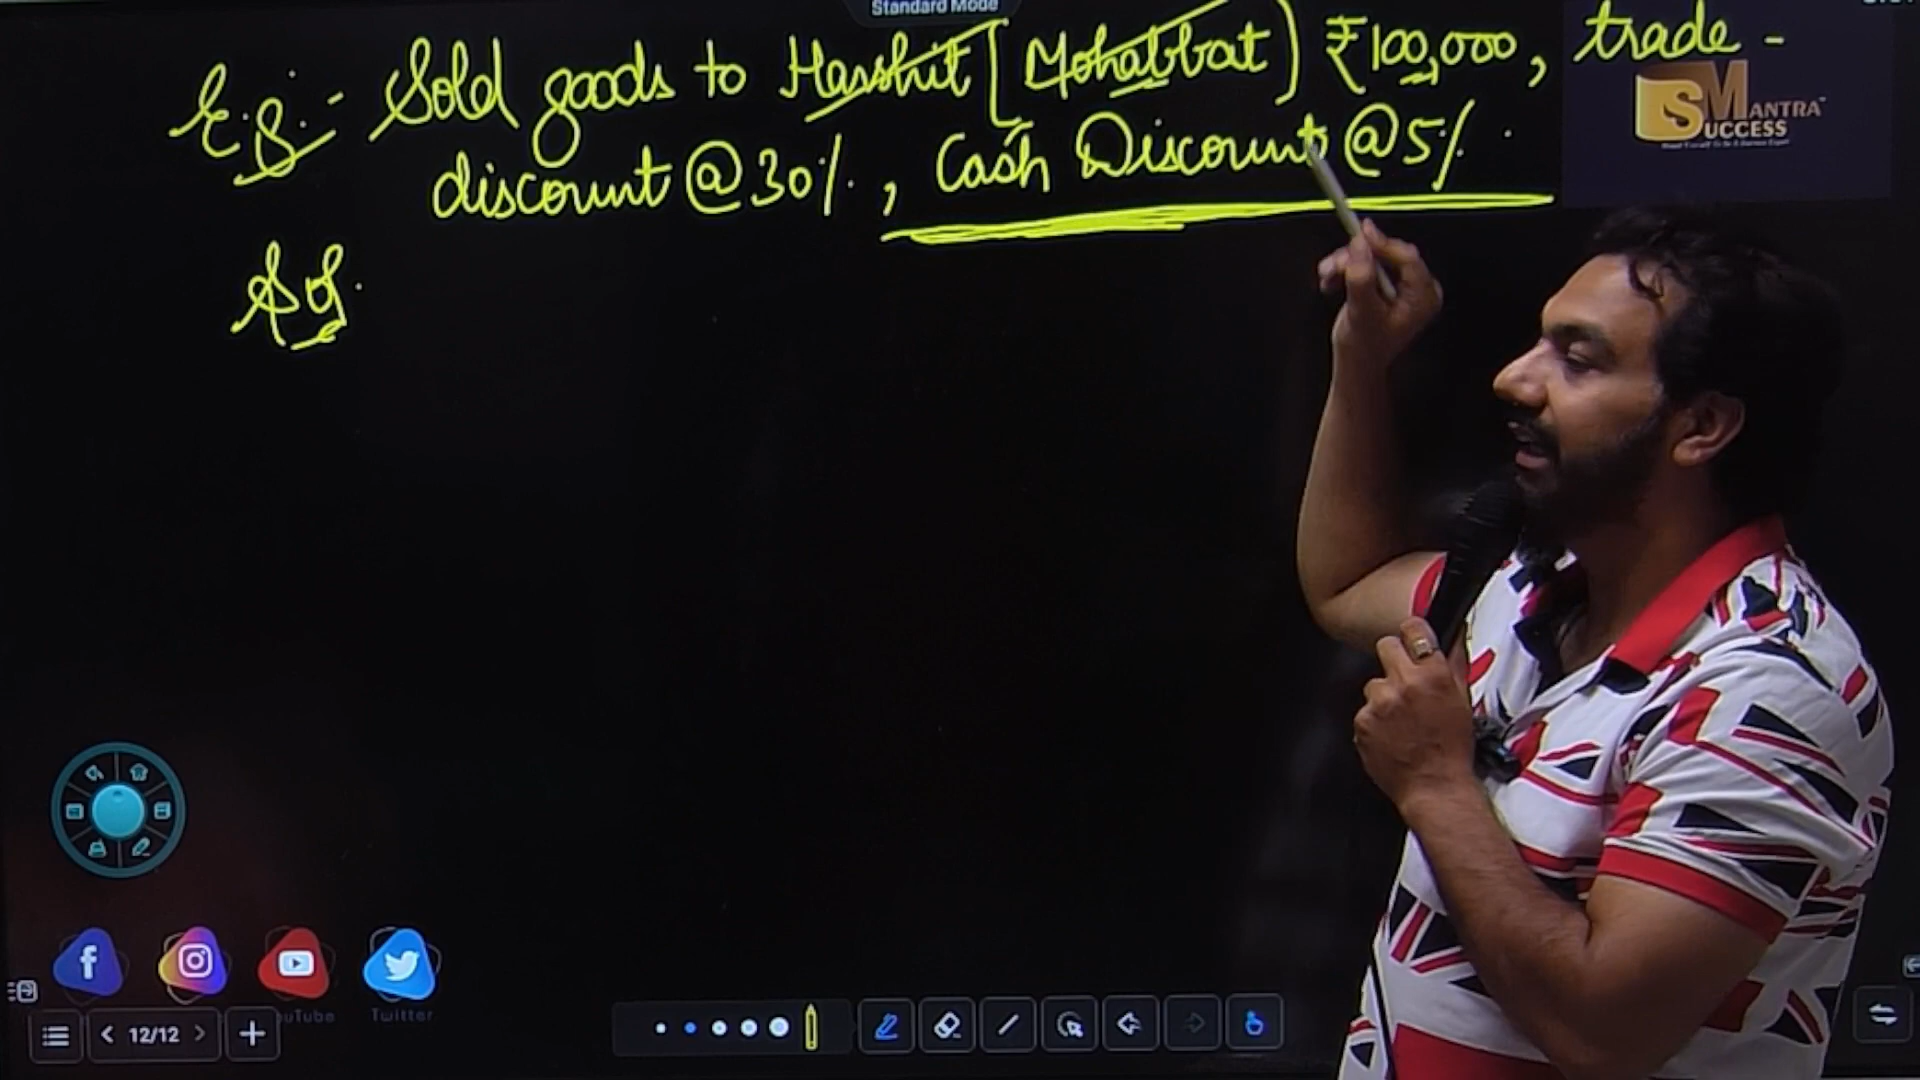 Standard Mode
E.g.- Sold goods to Harshit (Mohabbat) ₹100,000, trade -
discount @30%, Cash Discount @5%.
Sol.
SMANTRA
SUCCESS
12/12
YouTube Twitter